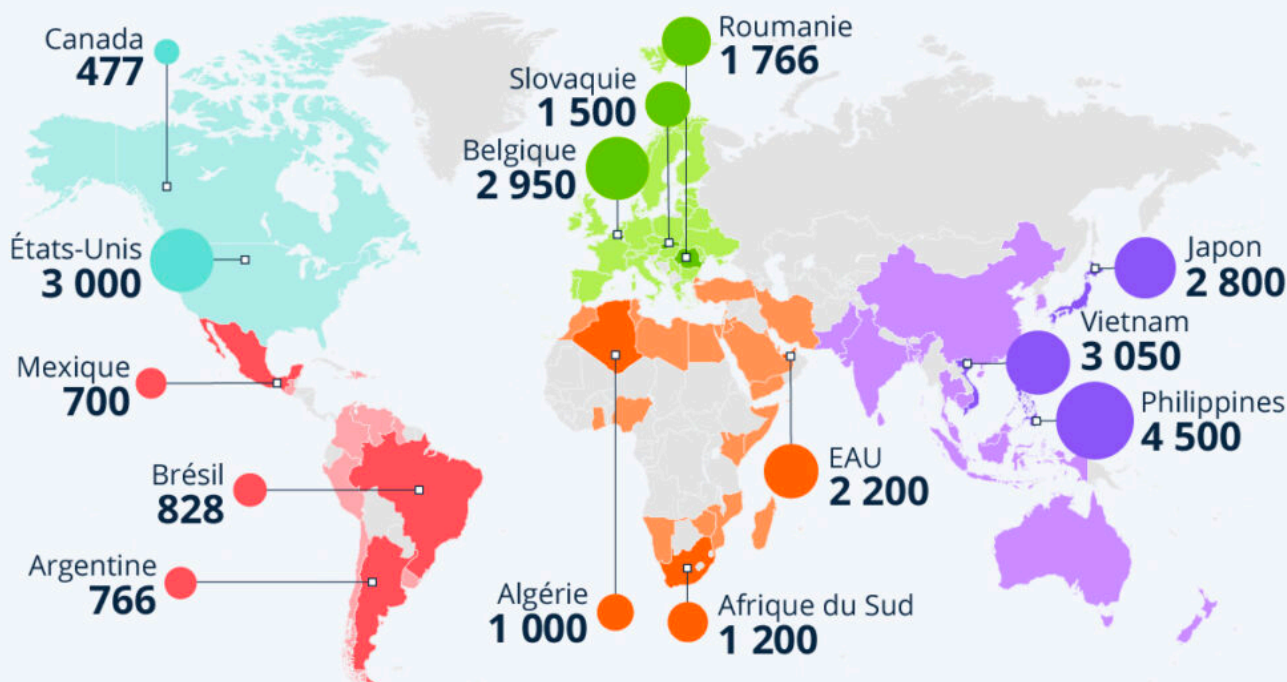 Canada
477
États-Unis
3 000
Mexique
700
Brésil
828
Argentine
766
Roumanie
1 766
Slovaquie
1 500
Belgique
2 950
Algérie
1 000
Afrique du Sud
1 200
EAU
2 200
Japon
2 800
Vietnam
3 050
Philippines
4 500